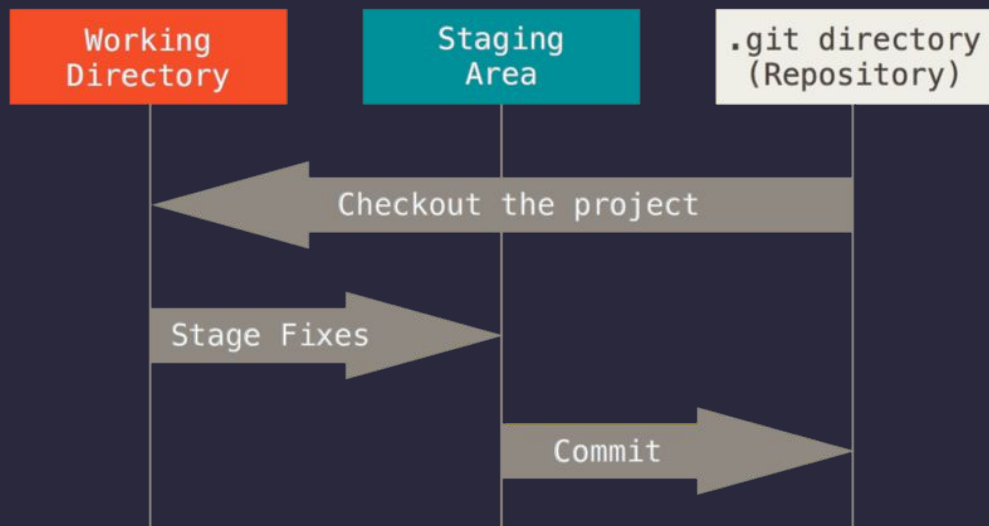 Working
Directory
Staging
Area
.git directory
(Repository)
Checkout the project
Stage Fixes
Commit